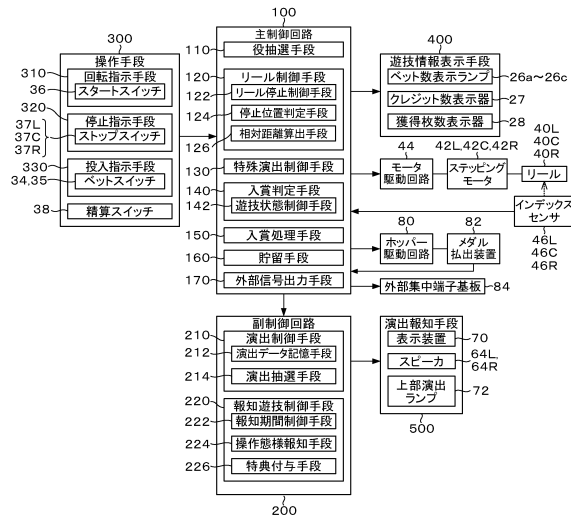 300
操作手段
310
回転指示手段
36
スタートスイッチ
320
停止指示手段
37L
37C
37R
ストップスイッチ
330
投入指示手段
34,35
ベットスイッチ
38
精算スイッチ
100
主制御回路
110
役抽選手段
120
リール制御手段
122
リール停止制御手段
124
停止位置判定手段
126
相対距離算出手段
130
特殊演出制御手段
140
入賞判定手段
142
遊技状態制御手段
150
入賞処理手段
160
貯留手段
170
外部信号出力手段
400
遊技情報表示手段
ベット数表示ランプ
26a〜26c
クレジット数表示器
27
獲得枚数表示器
28
44
モータ
駆動回路
42L,42C,42R
ステッピング
モータ
40L
40C
40R
リール
インデックス
センサ
46L
46C
46R
80
ホッパー
駆動回路
82
メダル
払出装置
外部集中端子基板
84
副制御回路
210
演出制御手段
212
演出データ記憶手段
214
演出抽選手段
220
報知遊技制御手段
222
報知期間制御手段
224
操作態様報知手段
226
特典付与手段
200
演出報知手段
表示装置
70
スピーカ
64L,
64R
上部演出
ランプ
72
500